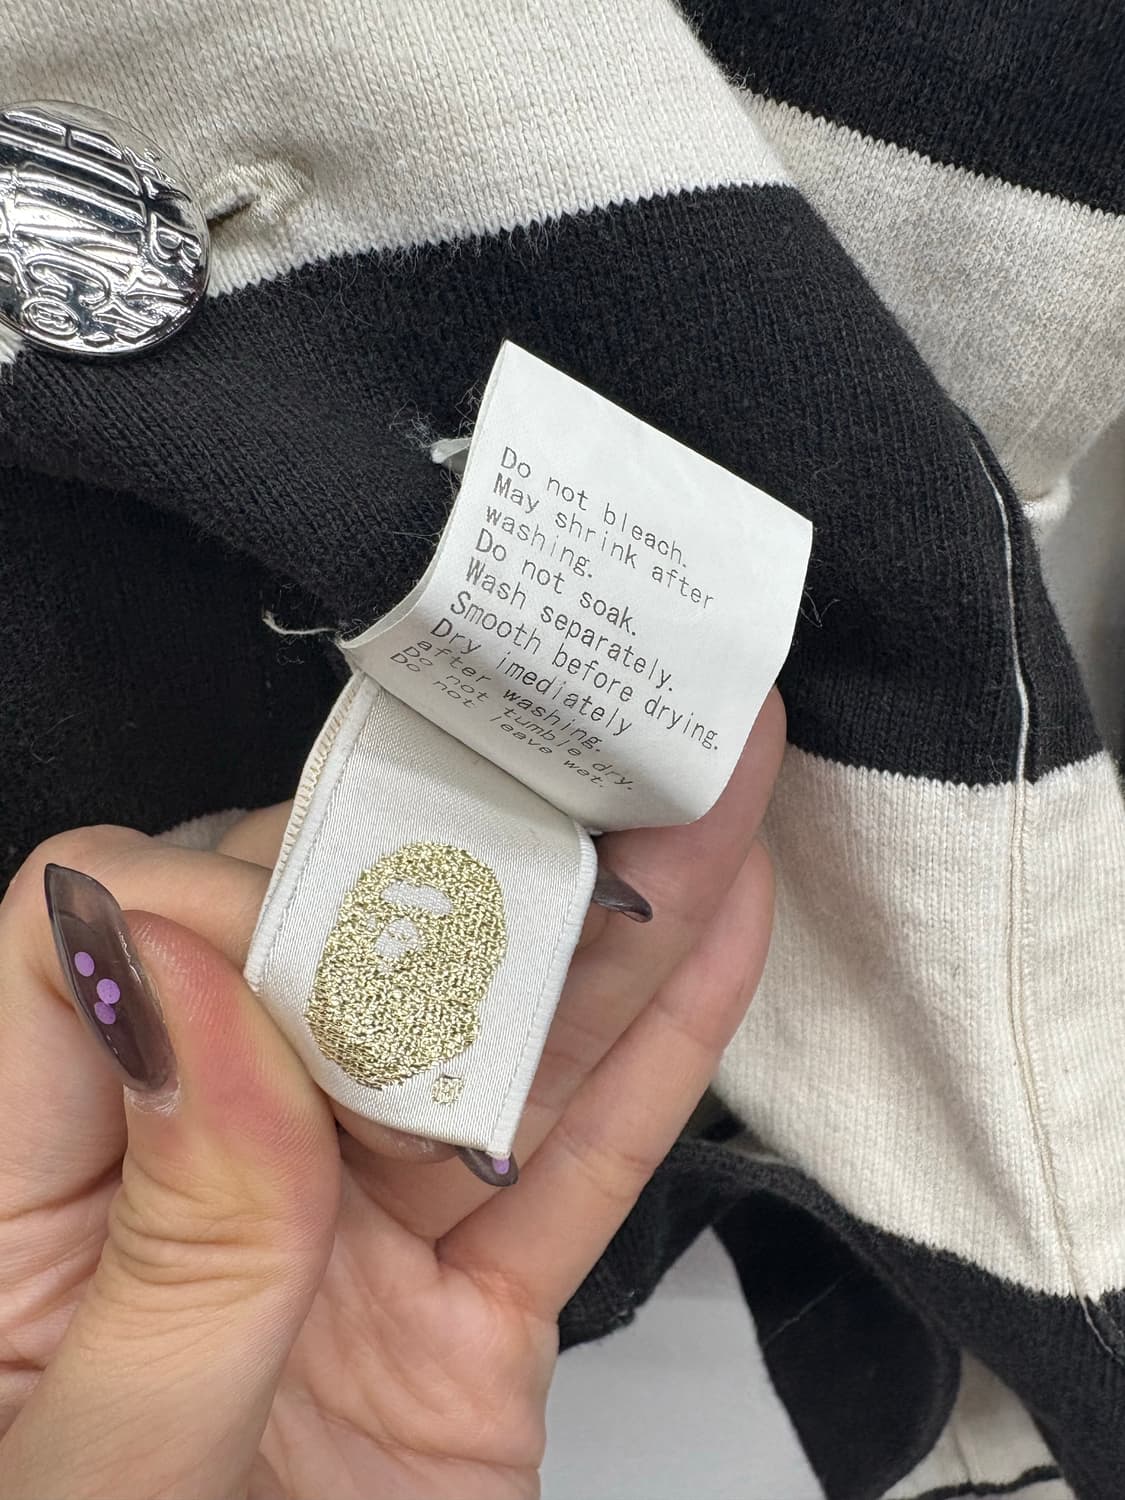 Do not bleach.
May shrink after
washing.
Do not soak.
Wash separately.
Smooth before drying.
Dry imediately
after washing.
Do not tumble dry.
Do not leave wet.